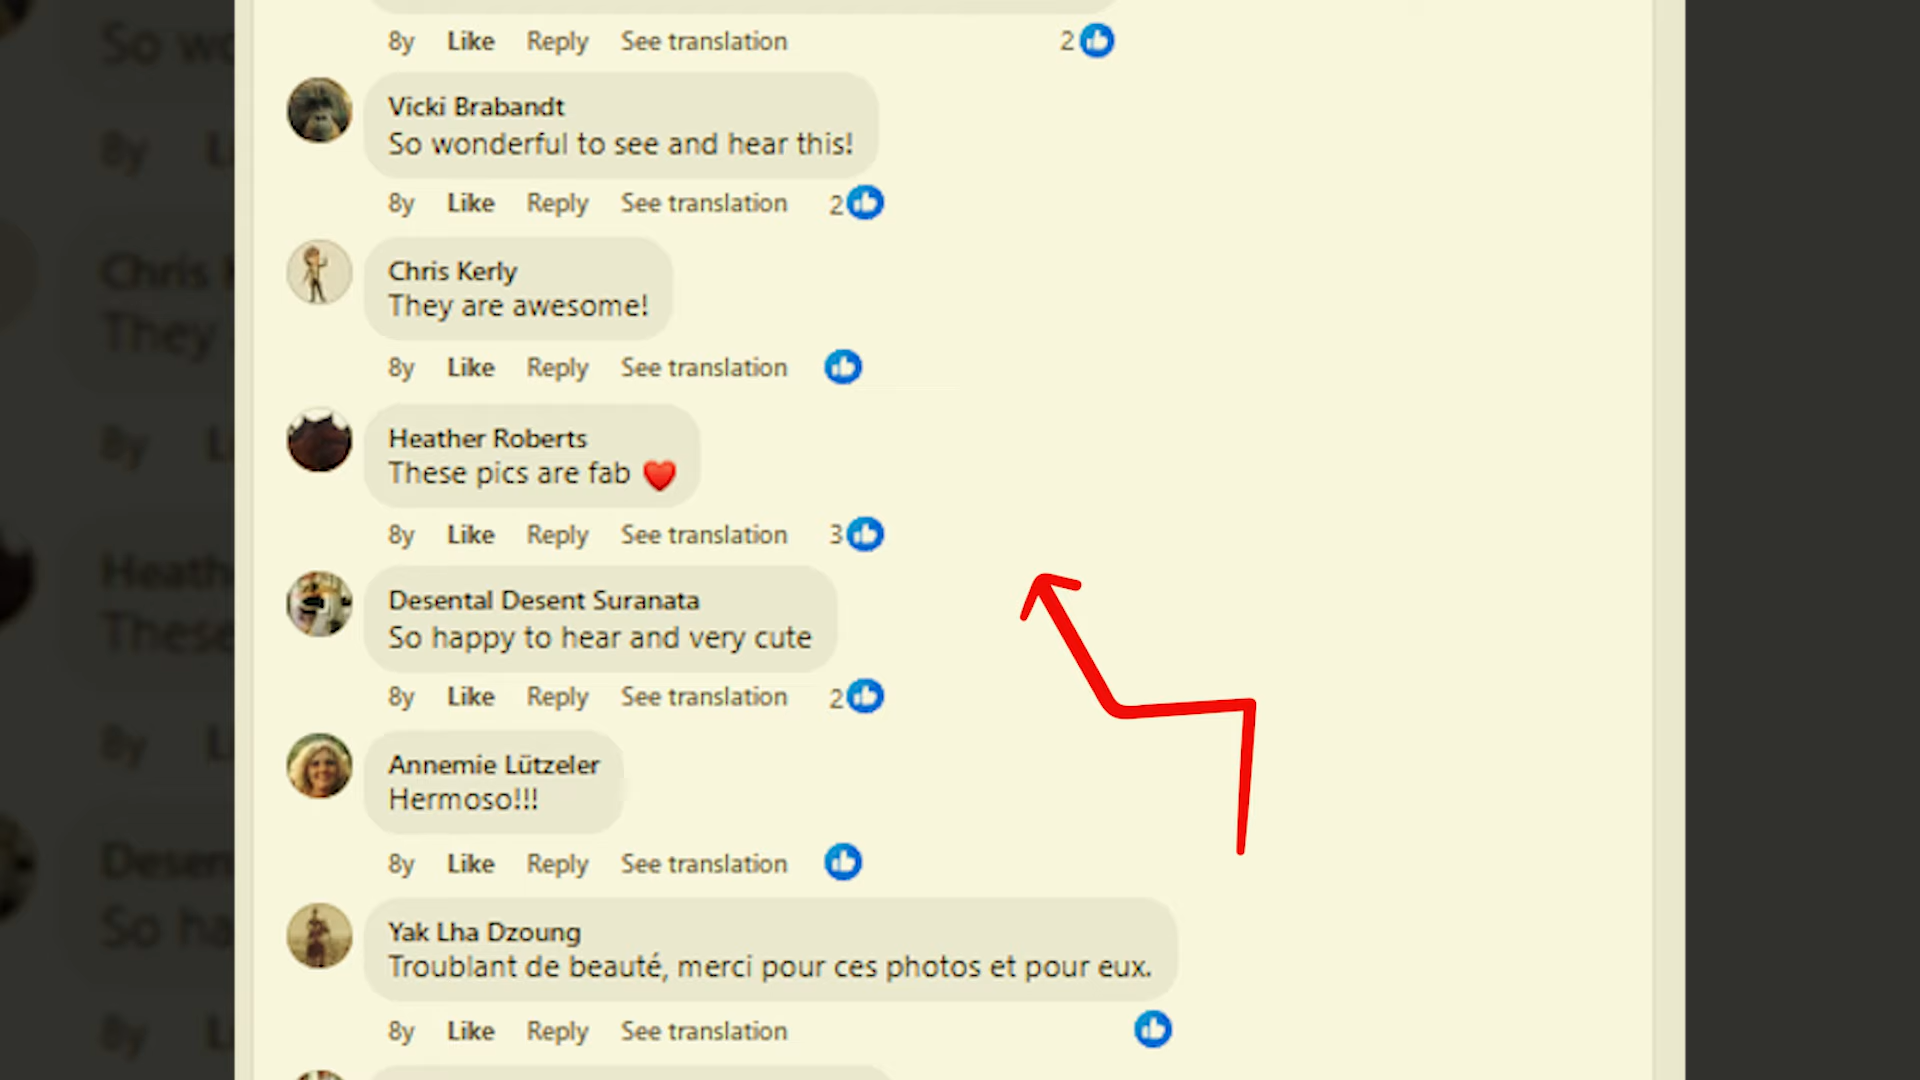 8y Like Reply See translation 2
Vicki Brabandt
So wonderful to see and hear this!
8y Like Reply See translation 2
Chris Kerly
They are awesome!
8y Like Reply See translation
Heather Roberts
These pics are fab ❤️
8y Like Reply See translation 3
Desental Desent Suranata
So happy to hear and very cute
8y Like Reply See translation 2
Annemie Lützeler
Hermoso!!!
8y Like Reply See translation
Yak Lha Dzoung
Troublant de beauté, merci pour ces photos et pour eux.
8y Like Reply See translation